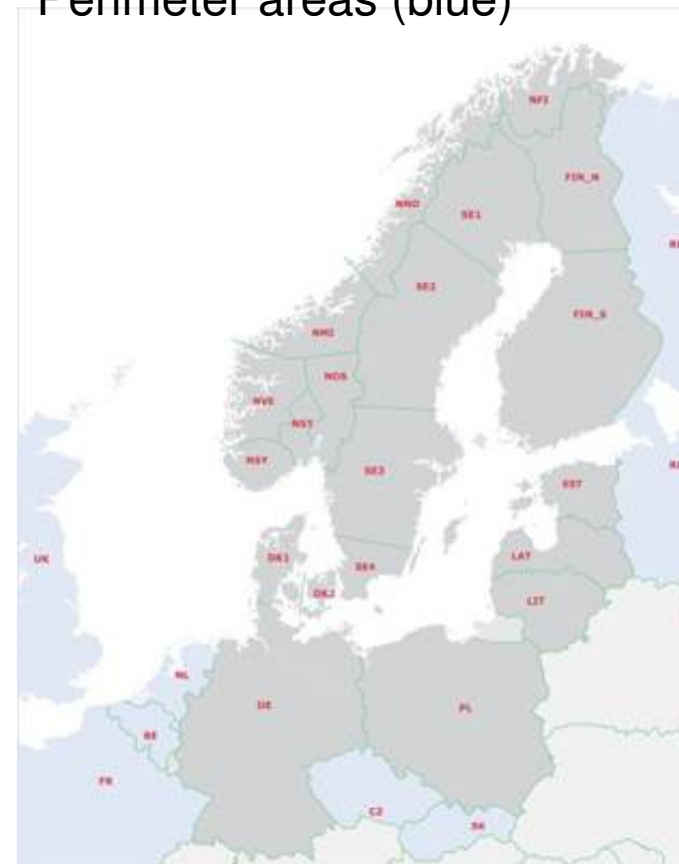 Perimeter areas (blue)
NFI
FIN_N
NNO
SE1
SE2
FIN_S
NMI
NOS
NVE
NST
NSY
SE3
EST
UK
DK1
LAT
SE4
DK2
LIT
NL
DE
PL
BE
FR
CZ
SK